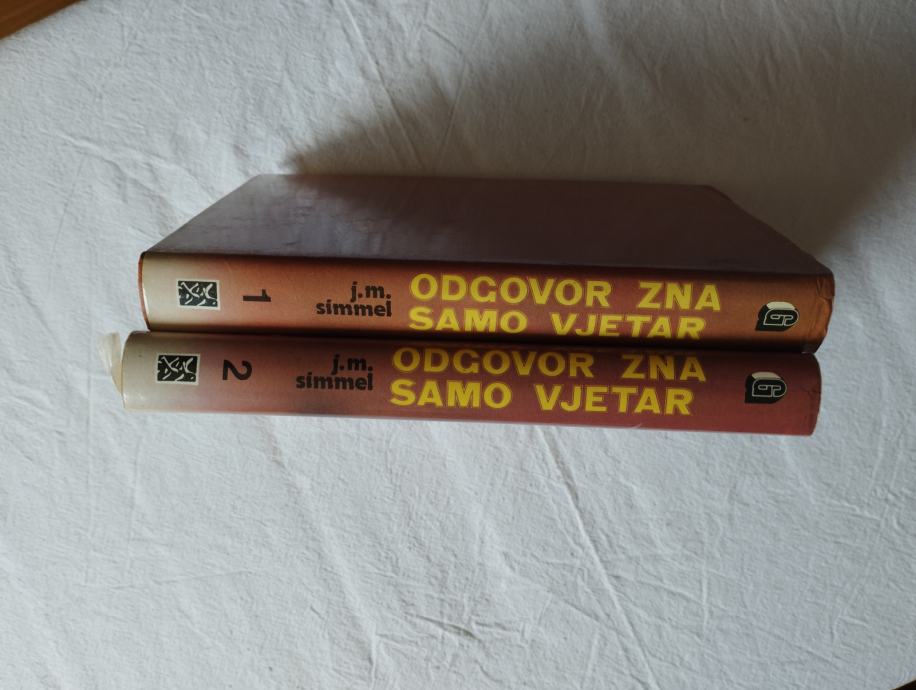 1
j.m.
simmel
ODGOVOR ZNA
SAMO VJETAR
2
j.m.
simmel
ODGOVOR ZNA
SAMO VJETAR